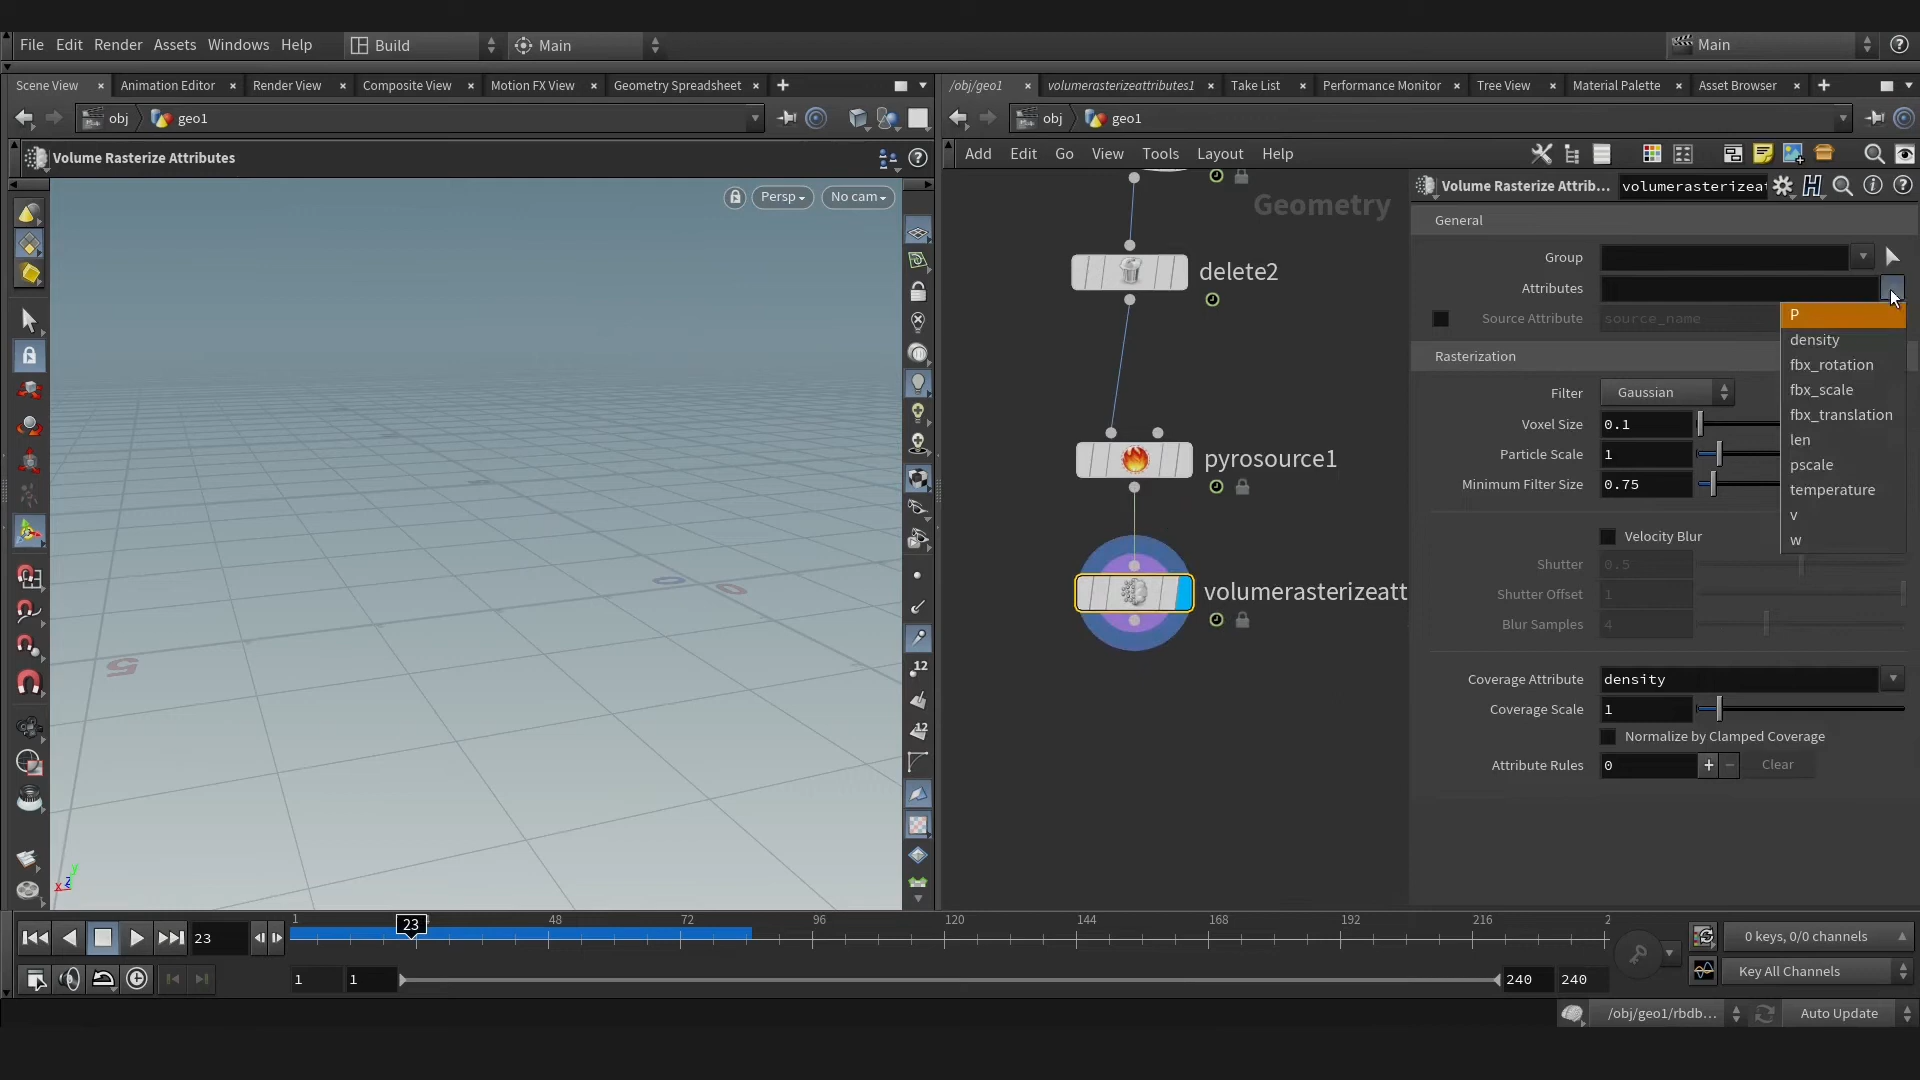 File Edit Render Assets Windows Help Build Main Main
Scene View Animation Editor Render View Composite View Motion FX View Geometry Spreadsheet
obj geo1
Volume Rasterize Attributes
Persp No cam
5
0 0
12
12
x z y
/obj/geo1 volumerasterizeattributes1 Take List Performance Monitor Tree View Material Palette Asset Browser
obj geo1
Add Edit Go View Tools Layout Help
Geometry
delete2
pyrosource1
volumerasterizeatt
Volume Rasterize Attrib... volumerasterizeat
General
Group
Attributes
Source Attribute source_name
P
density
fbx_rotation
fbx_scale
fbx_translation
len
pscale
temperature
v
w
Rasterization
Filter Gaussian
Voxel Size 0.1
Particle Scale 1
Minimum Filter Size 0.75
Velocity Blur
Shutter 0.5
Shutter Offset 1
Blur Samples 4
Coverage Attribute density
Coverage Scale 1
Normalize by Clamped Coverage
Attribute Rules 0 + - Clear
23
1 23 48 72 96 120 144 168 192 216 2
0 keys, 0/0 channels
1 1 240 240
Key All Channels
/obj/geo1/rbdb... Auto Update